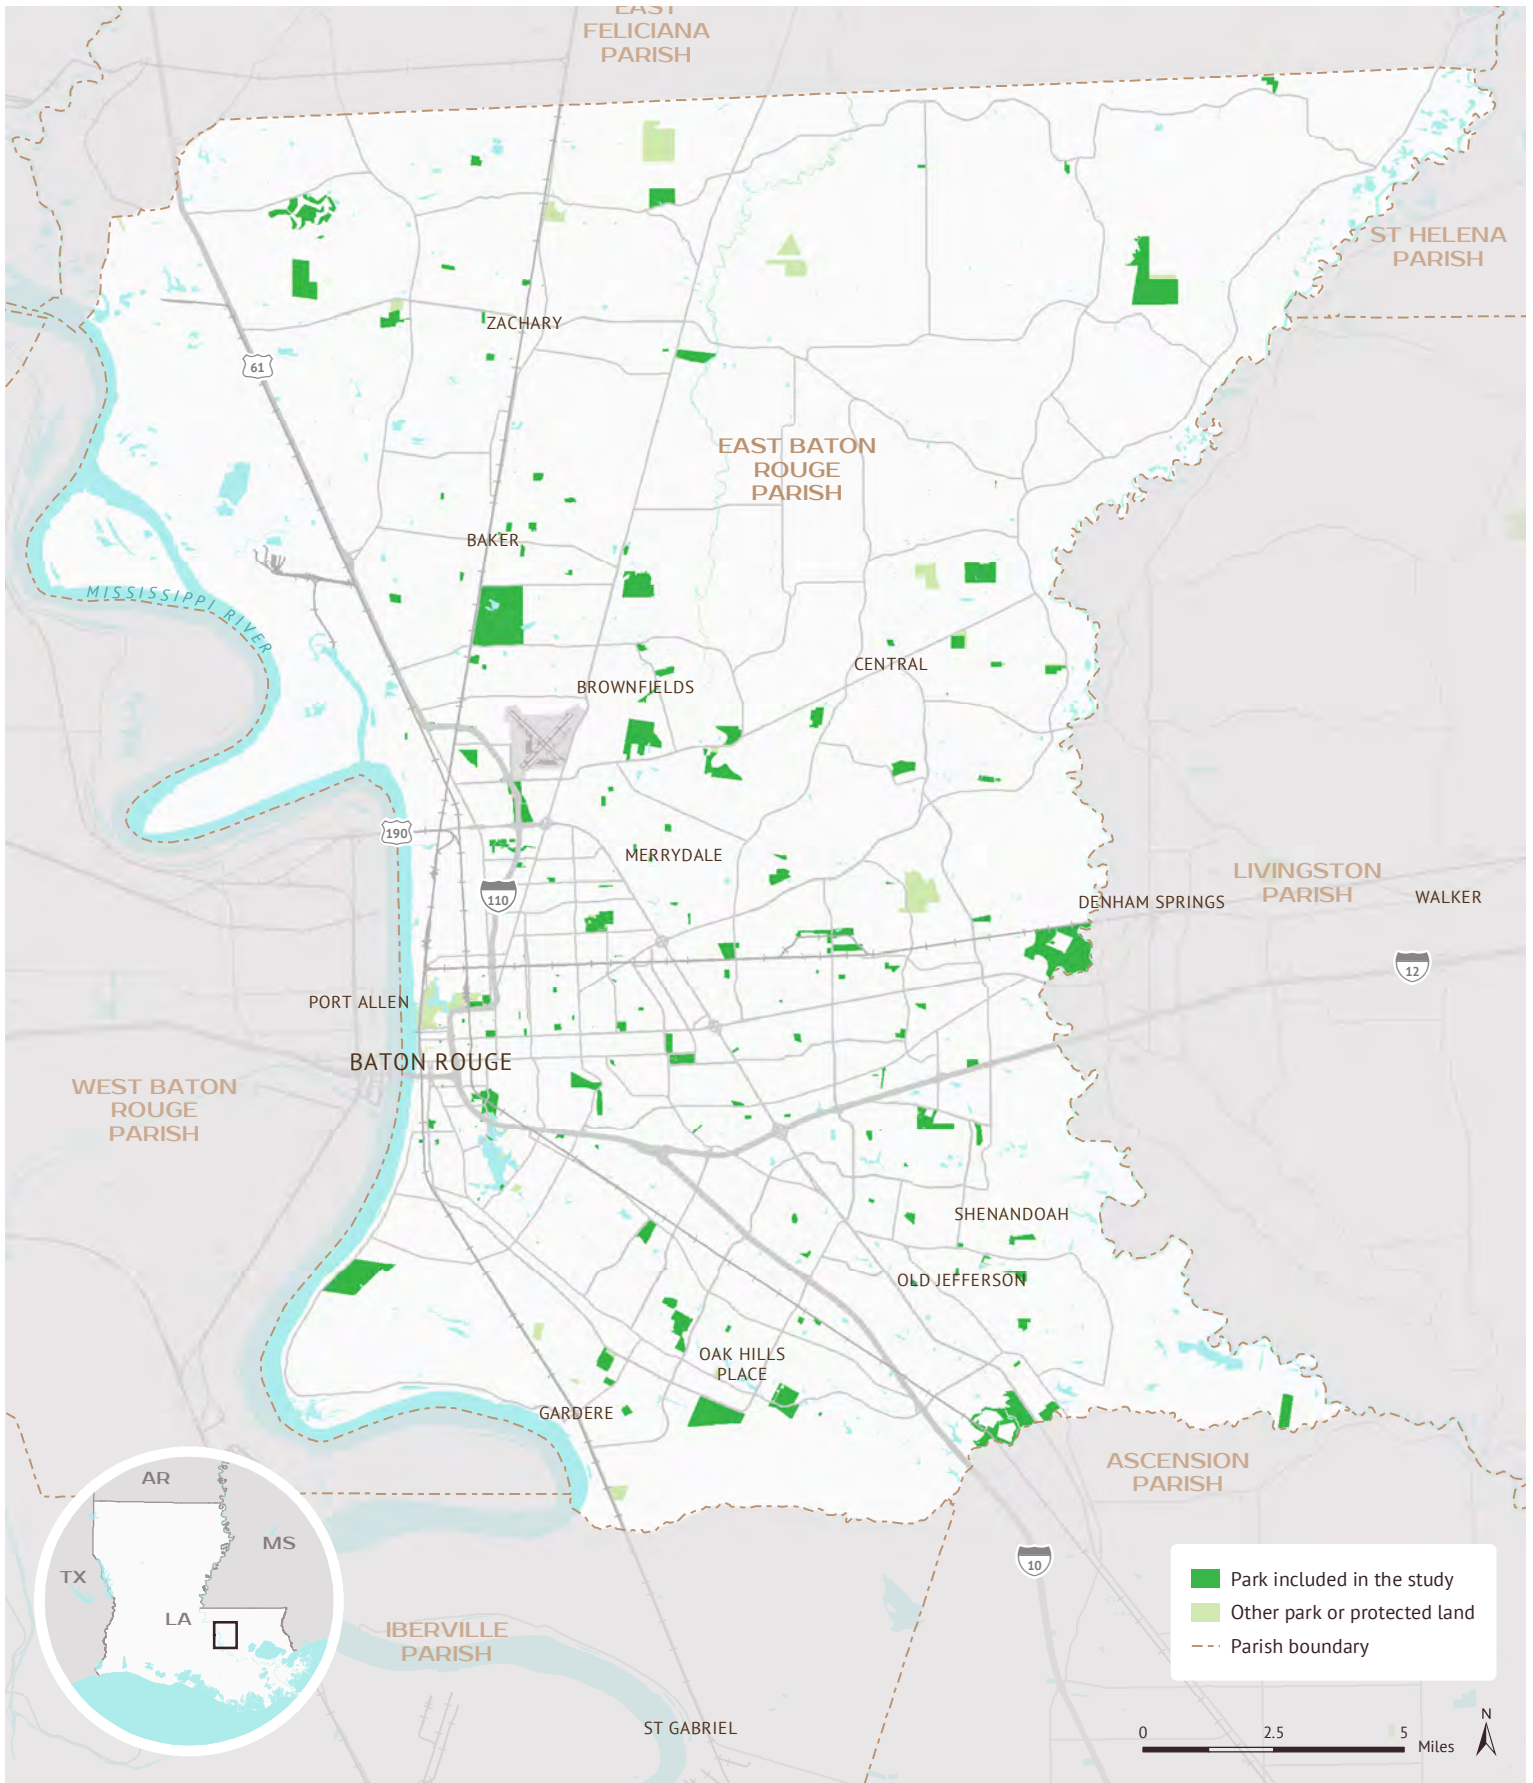 EAST
FELICIANA
PARISH
ST HELENA
PARISH
ZACHARY
61
EAST BATON
ROUGE
PARISH
BAKER
MISSISSIPPI RIVER
CENTRAL
BROWNFIELDS
190
MERRYDALE
110
LIVINGSTON
PARISH
WALKER
DENHAM SPRINGS
12
PORT ALLEN
BATON ROUGE
WEST BATON
ROUGE
PARISH
SHENANDOAH
OLD JEFFERSON
OAK HILLS
PLACE
GARDERE
ASCENSION
PARISH
10
AR
MS
TX
LA
IBERVILLE
PARISH
ST GABRIEL
Park included in the study
Other park or protected land
Parish boundary
0 2.5 5
Miles
N